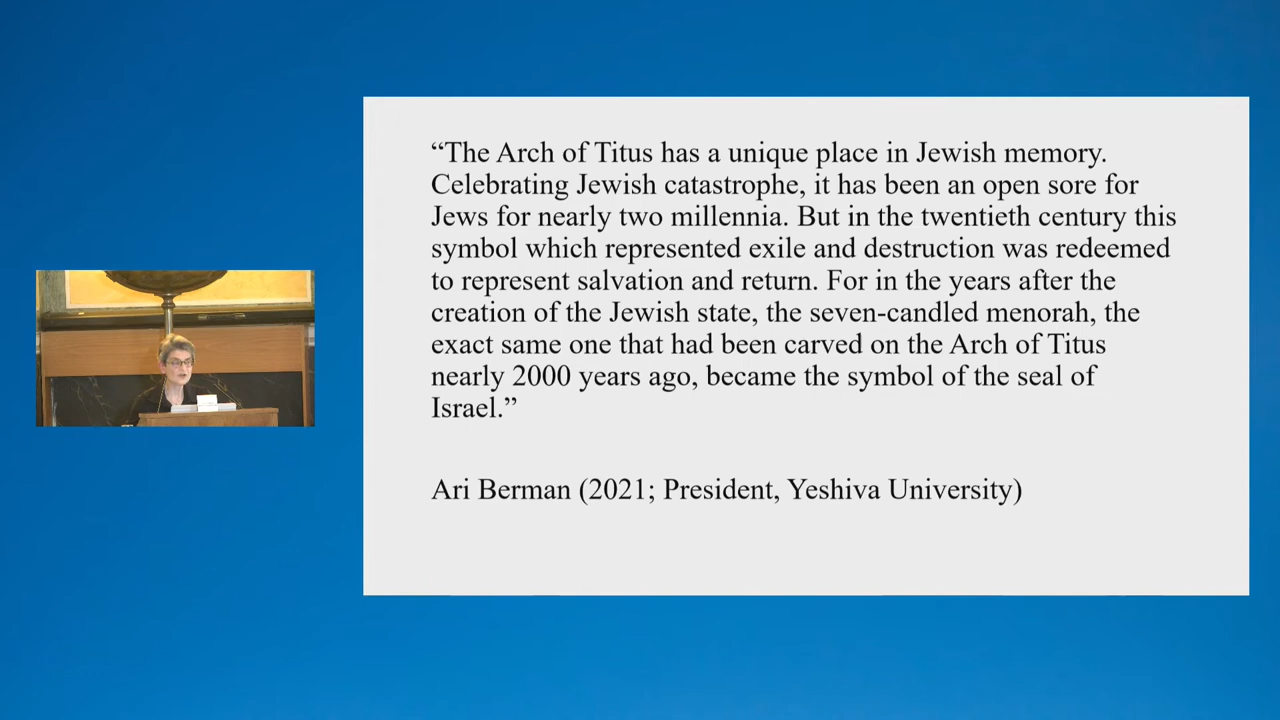 “The Arch of Titus has a unique place in Jewish memory.
Celebrating Jewish catastrophe, it has been an open sore for
Jews for nearly two millennia. But in the twentieth century this
symbol which represented exile and destruction was redeemed
to represent salvation and return. For in the years after the
creation of the Jewish state, the seven-candled menorah, the
exact same one that had been carved on the Arch of Titus
nearly 2000 years ago, became the symbol of the seal of
Israel.”
Ari Berman (2021; President, Yeshiva University)